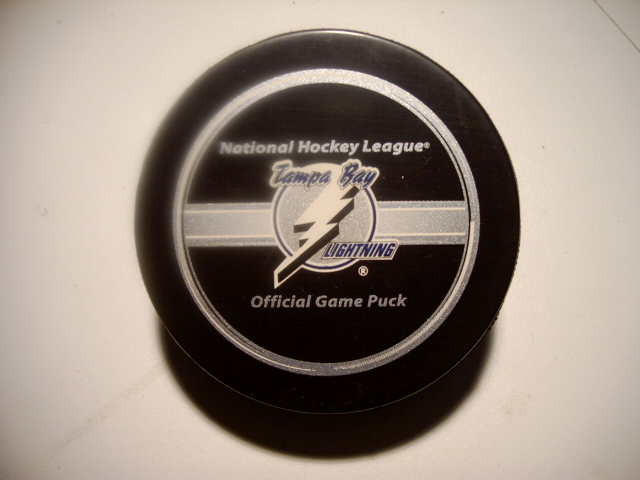 National Hockey League®
Tampa Bay
LIGHTNING
®
Official Game Puck